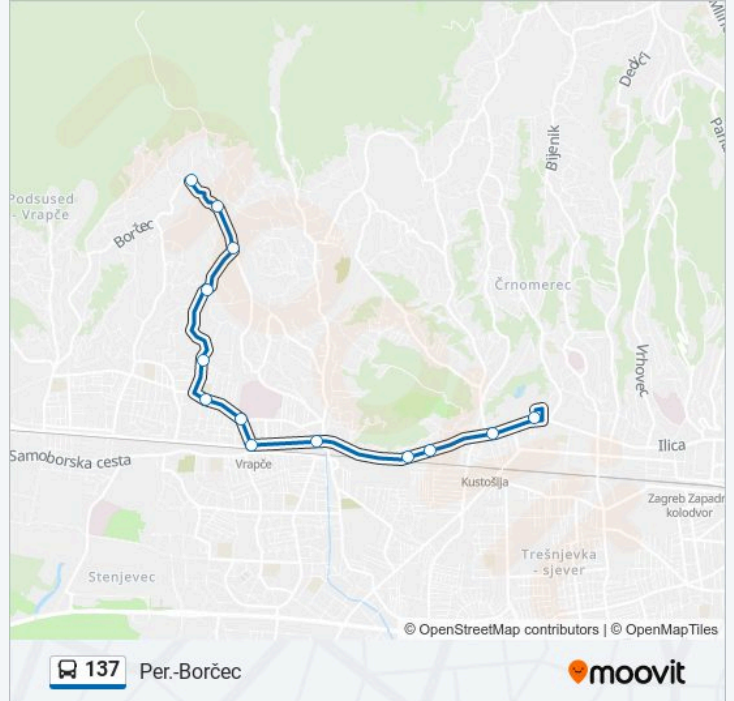 Dedići
Bijenik
Podsused
- Vrapče
Borčec
Črnomerec
Vrhovec
Ilica
Samoborska cesta
Vrapče
Kustošija
Zagreb Zapadn
kolodvor
Trešnjevka
- sjever
Stenjevec
© OpenStreetMap contributors | © OpenMapTiles
137 Per.-Borčec
moovit